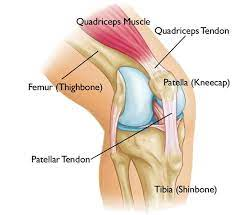 Quadriceps Muscle
Quadriceps Tendon
Femur (Thighbone)
Patella (Kneecap)
Patellar Tendon
Tibia (Shinbone)